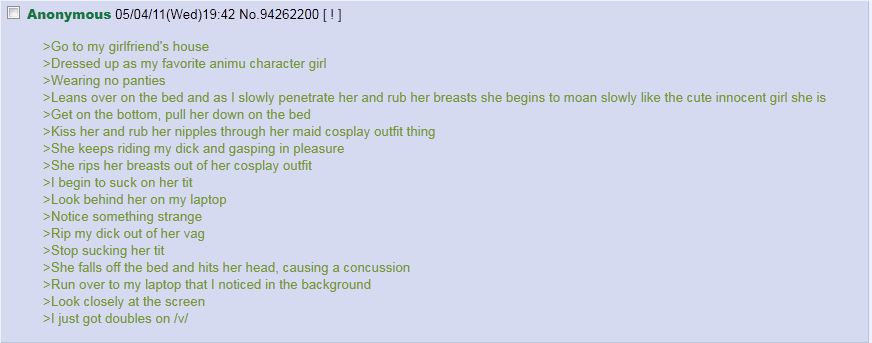 Anonymous 05/04/11(Wed)19:42 No.94262200 [ ! ]
>Go to my girlfriend's house
>Dressed up as my favorite animu character girl
>Wearing no panties
>Leans over on the bed and as I slowly penetrate her and rub her breasts she begins to moan slowly like the cute innocent girl she is
>Get on the bottom, pull her down on the bed
>Kiss her and rub her nipples through her maid cosplay outfit thing
>She keeps riding my dick and gasping in pleasure
>She rips her breasts out of her cosplay outfit
>I begin to suck on her tit
>Look behind her on my laptop
>Notice something strange
>Rip my dick out of her vag
>Stop sucking her tit
>She falls off the bed and hits her head, causing a concussion
>Run over to my laptop that I noticed in the background
>Look closely at the screen
>I just got doubles on /v/